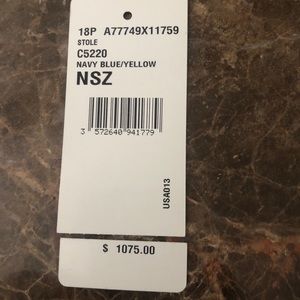 18P A77749X11759
STOLE
C5220
NAVY BLUE/YELLOW
NSZ
3 572640 941779
USA013
$ 1075.00